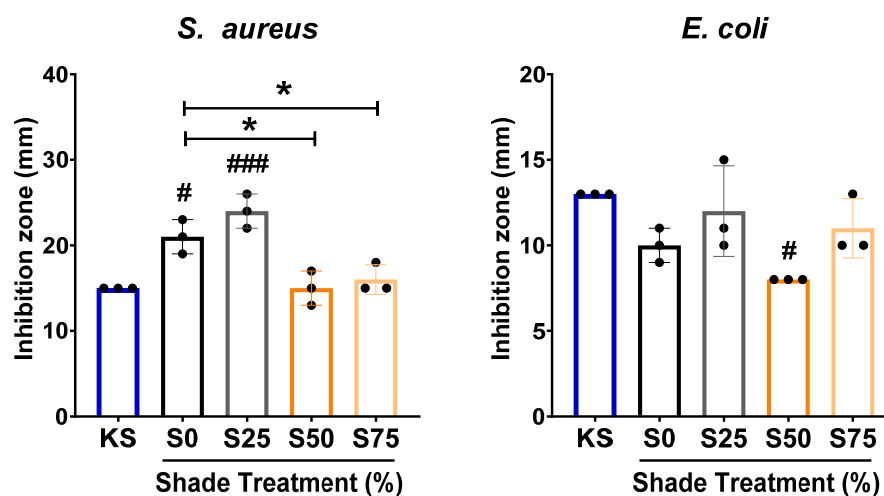 S. aureus
Inhibition zone (mm)
40
30
20
10
0
*
*
#
###
KS S0 S25 S50 S75
Shade Treatment (%)
E. coli
Inhibition zone (mm)
20
15
10
5
0
#
KS S0 S25 S50 S75
Shade Treatment (%)